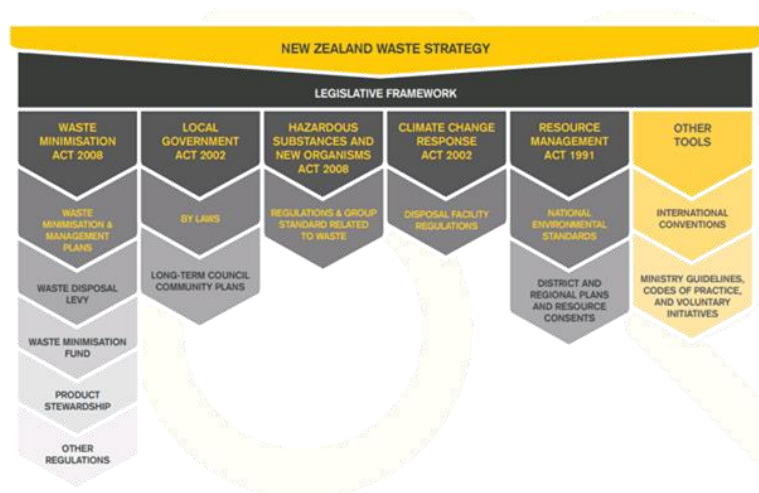 NEW ZEALAND WASTE STRATEGY
LEGISLATIVE FRAMEWORK
WASTE
MINIMISATION
ACT 2008
WASTE
MINIMISATION &
MANAGEMENT
PLANS
WASTE DISPOSAL
LEVY
WASTE MINIMISATION
FUND
PRODUCT
STEWARDSHIP
OTHER
REGULATIONS
LOCAL
GOVERNMENT
ACT 2002
BY LAWS
LONG-TERM COUNCIL
COMMUNITY PLANS
HAZARDOUS
SUBSTANCES AND
NEW ORGANISMS
ACT 2008
REGULATIONS & GROUP
STANDARD RELATED
TO WASTE
CLIMATE CHANGE
RESPONSE
ACT 2002
DISPOSAL FACILITY
REGULATIONS
RESOURCE
MANAGEMENT
ACT 1991
NATIONAL
ENVIRONMENTAL
STANDARDS
DISTRICT AND
REGIONAL PLANS
AND RESOURCE
CONSENTS
OTHER
TOOLS
INTERNATIONAL
CONVENTIONS
MINISTRY GUIDELINES,
CODES OF PRACTICE,
AND VOLUNTARY
INITIATIVES